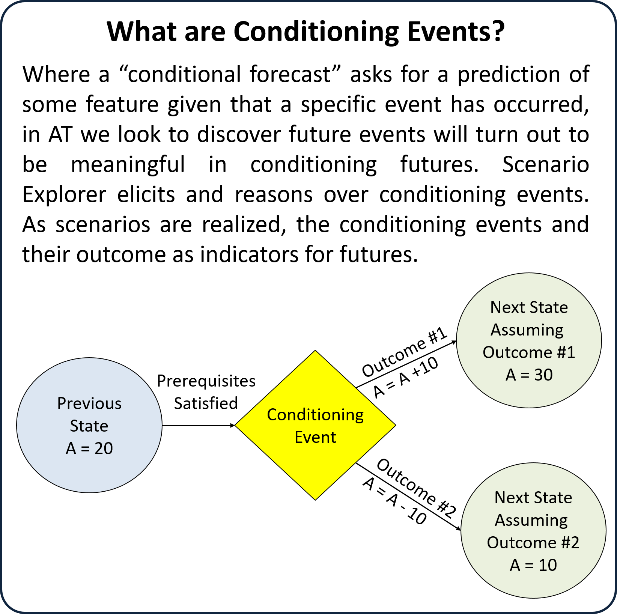 What are Conditioning Events?
Where a “conditional forecast” asks for a prediction of
some feature given that a specific event has occurred,
in AT we look to discover future events will turn out to
be meaningful in conditioning futures. Scenario
Explorer elicits and reasons over conditioning events.
As scenarios are realized, the conditioning events and
their outcome as indicators for futures.
Previous
State
A = 20
Prerequisites
Satisfied
Conditioning
Event
Outcome #1
A = A +10
Next State
Assuming
Outcome #1
A = 30
Outcome #2
A = A - 10
Next State
Assuming
Outcome #2
A = 10